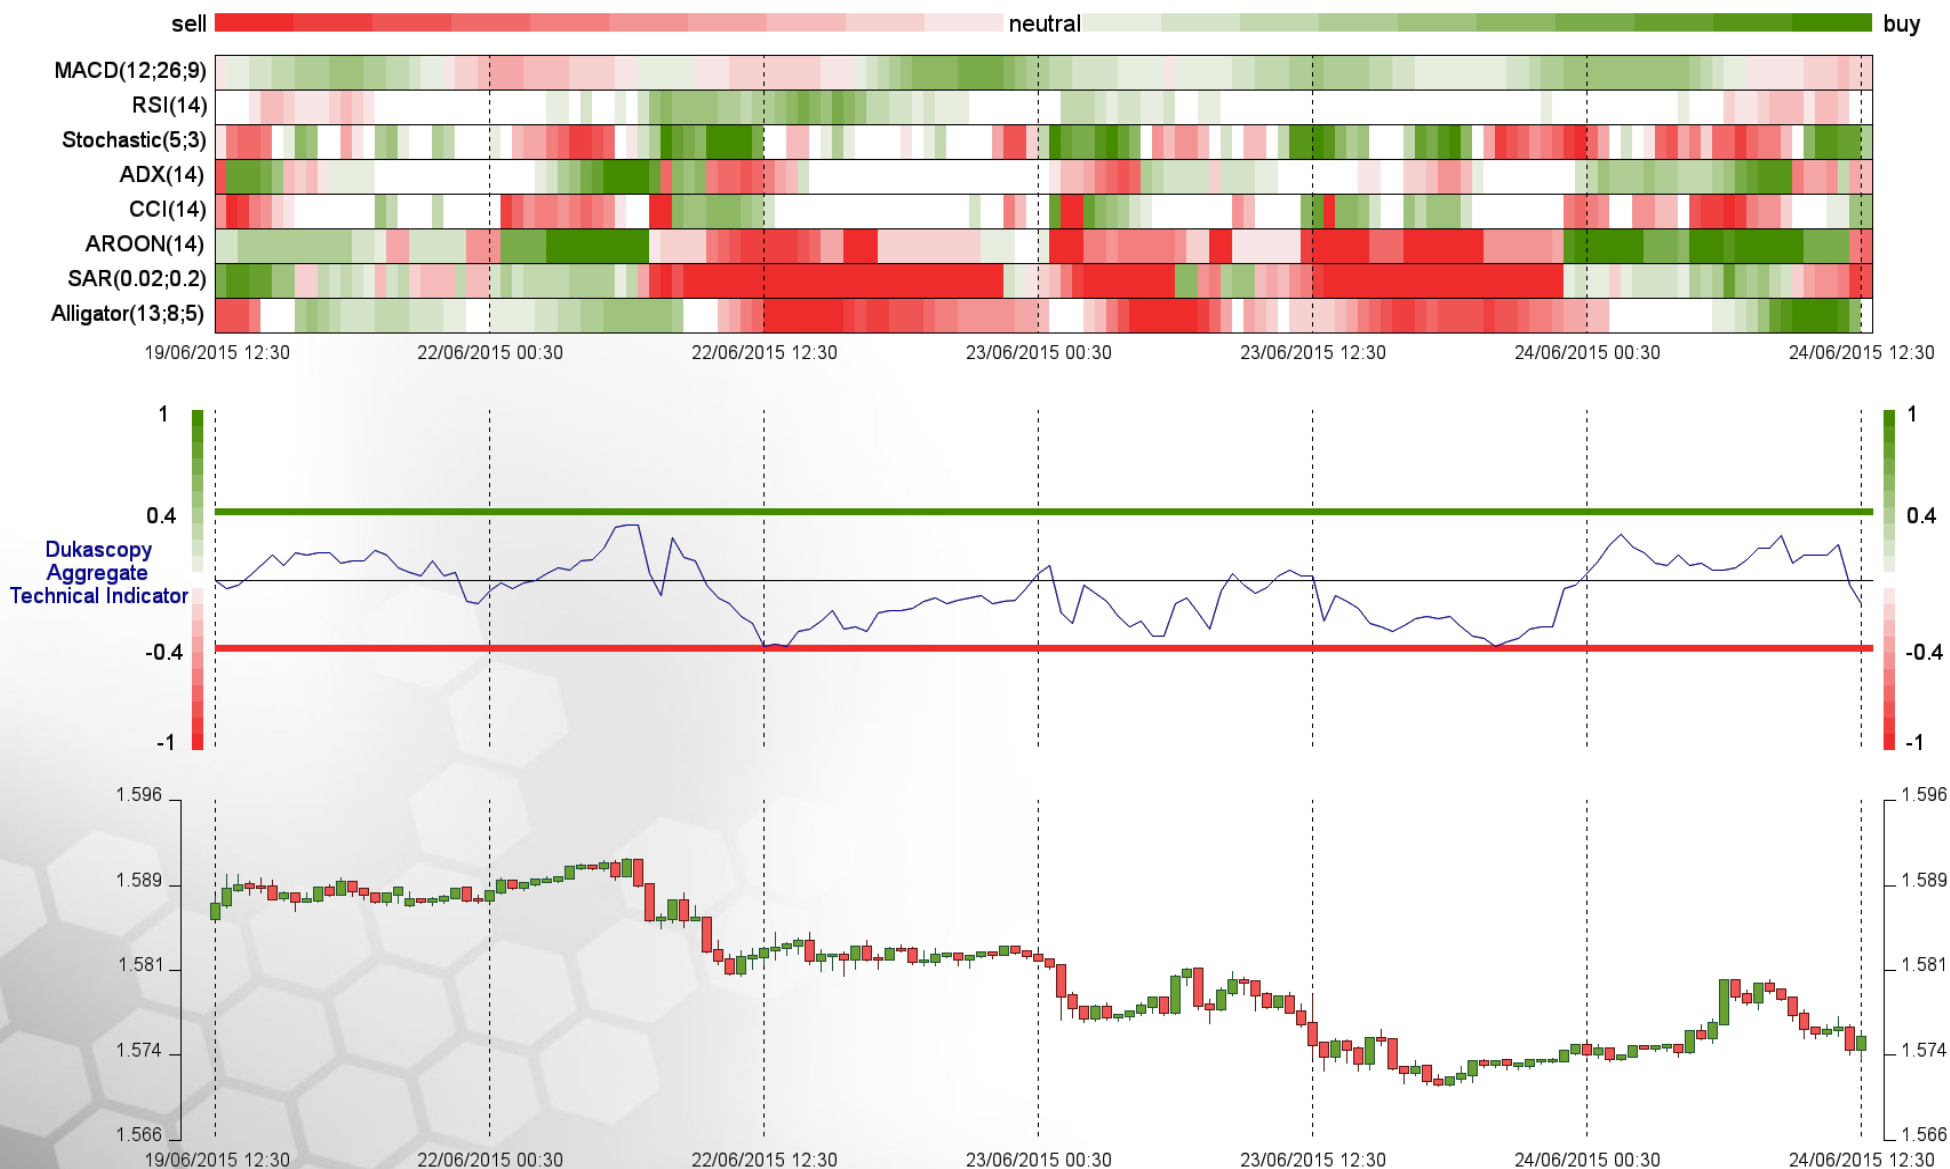 sell neutral buy
MACD(12;26;9)
RSI(14)
Stochastic(5;3)
ADX(14)
CCI(14)
AROON(14)
SAR(0.02;0.2)
Alligator(13;8;5)
19/06/2015 12:30 22/06/2015 00:30 22/06/2015 12:30 23/06/2015 00:30 23/06/2015 12:30 24/06/2015 00:30 24/06/2015 12:30
1 1
0.4 0.4
Dukascopy
Aggregate
Technical Indicator
-0.4 -0.4
-1 -1
1.596 1.596
1.589 1.589
1.581 1.581
1.574 1.574
1.566 1.566
19/06/2015 12:30 22/06/2015 00:30 22/06/2015 12:30 23/06/2015 00:30 23/06/2015 12:30 24/06/2015 00:30 24/06/2015 12:30